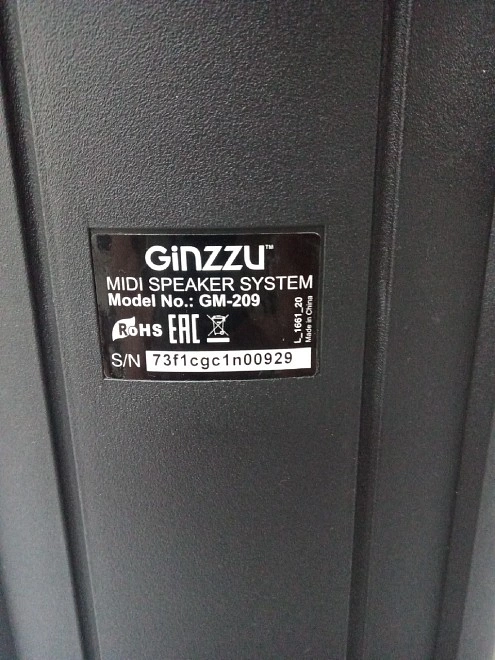 GiNZZU™
MIDI SPEAKER SYSTEM
Model No.: GM-209
RoHS EAC
S/N 73f1cgc1n00929
L_1661_20
Made in China